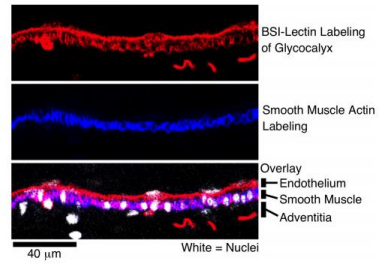 BSI-Lectin Labeling
of Glycocalyx
Smooth Muscle Actin
Labeling
Overlay
Endothelium
Smooth Muscle
Adventitia
White = Nuclei
40 μm